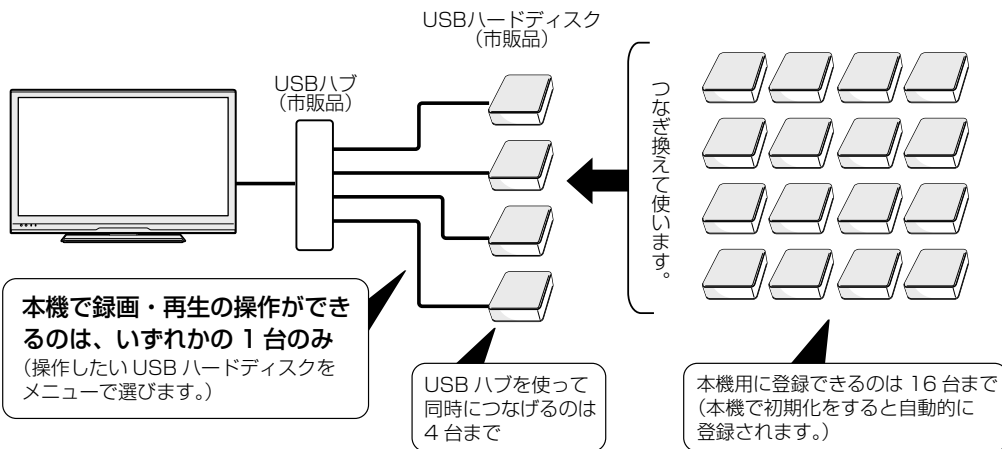 USBハードディスク
（市販品）
USBハブ
（市販品）
つなぎ換えて使います。
本機で録画・再生の操作ができ
るのは、いずれかの 1 台のみ
（操作したい USB ハードディスクを
メニューで選びます。）
USB ハブを使って
同時につなげるのは
4 台まで
本機用に登録できるのは 16 台まで
（本機で初期化をすると自動的に
登録されます。）